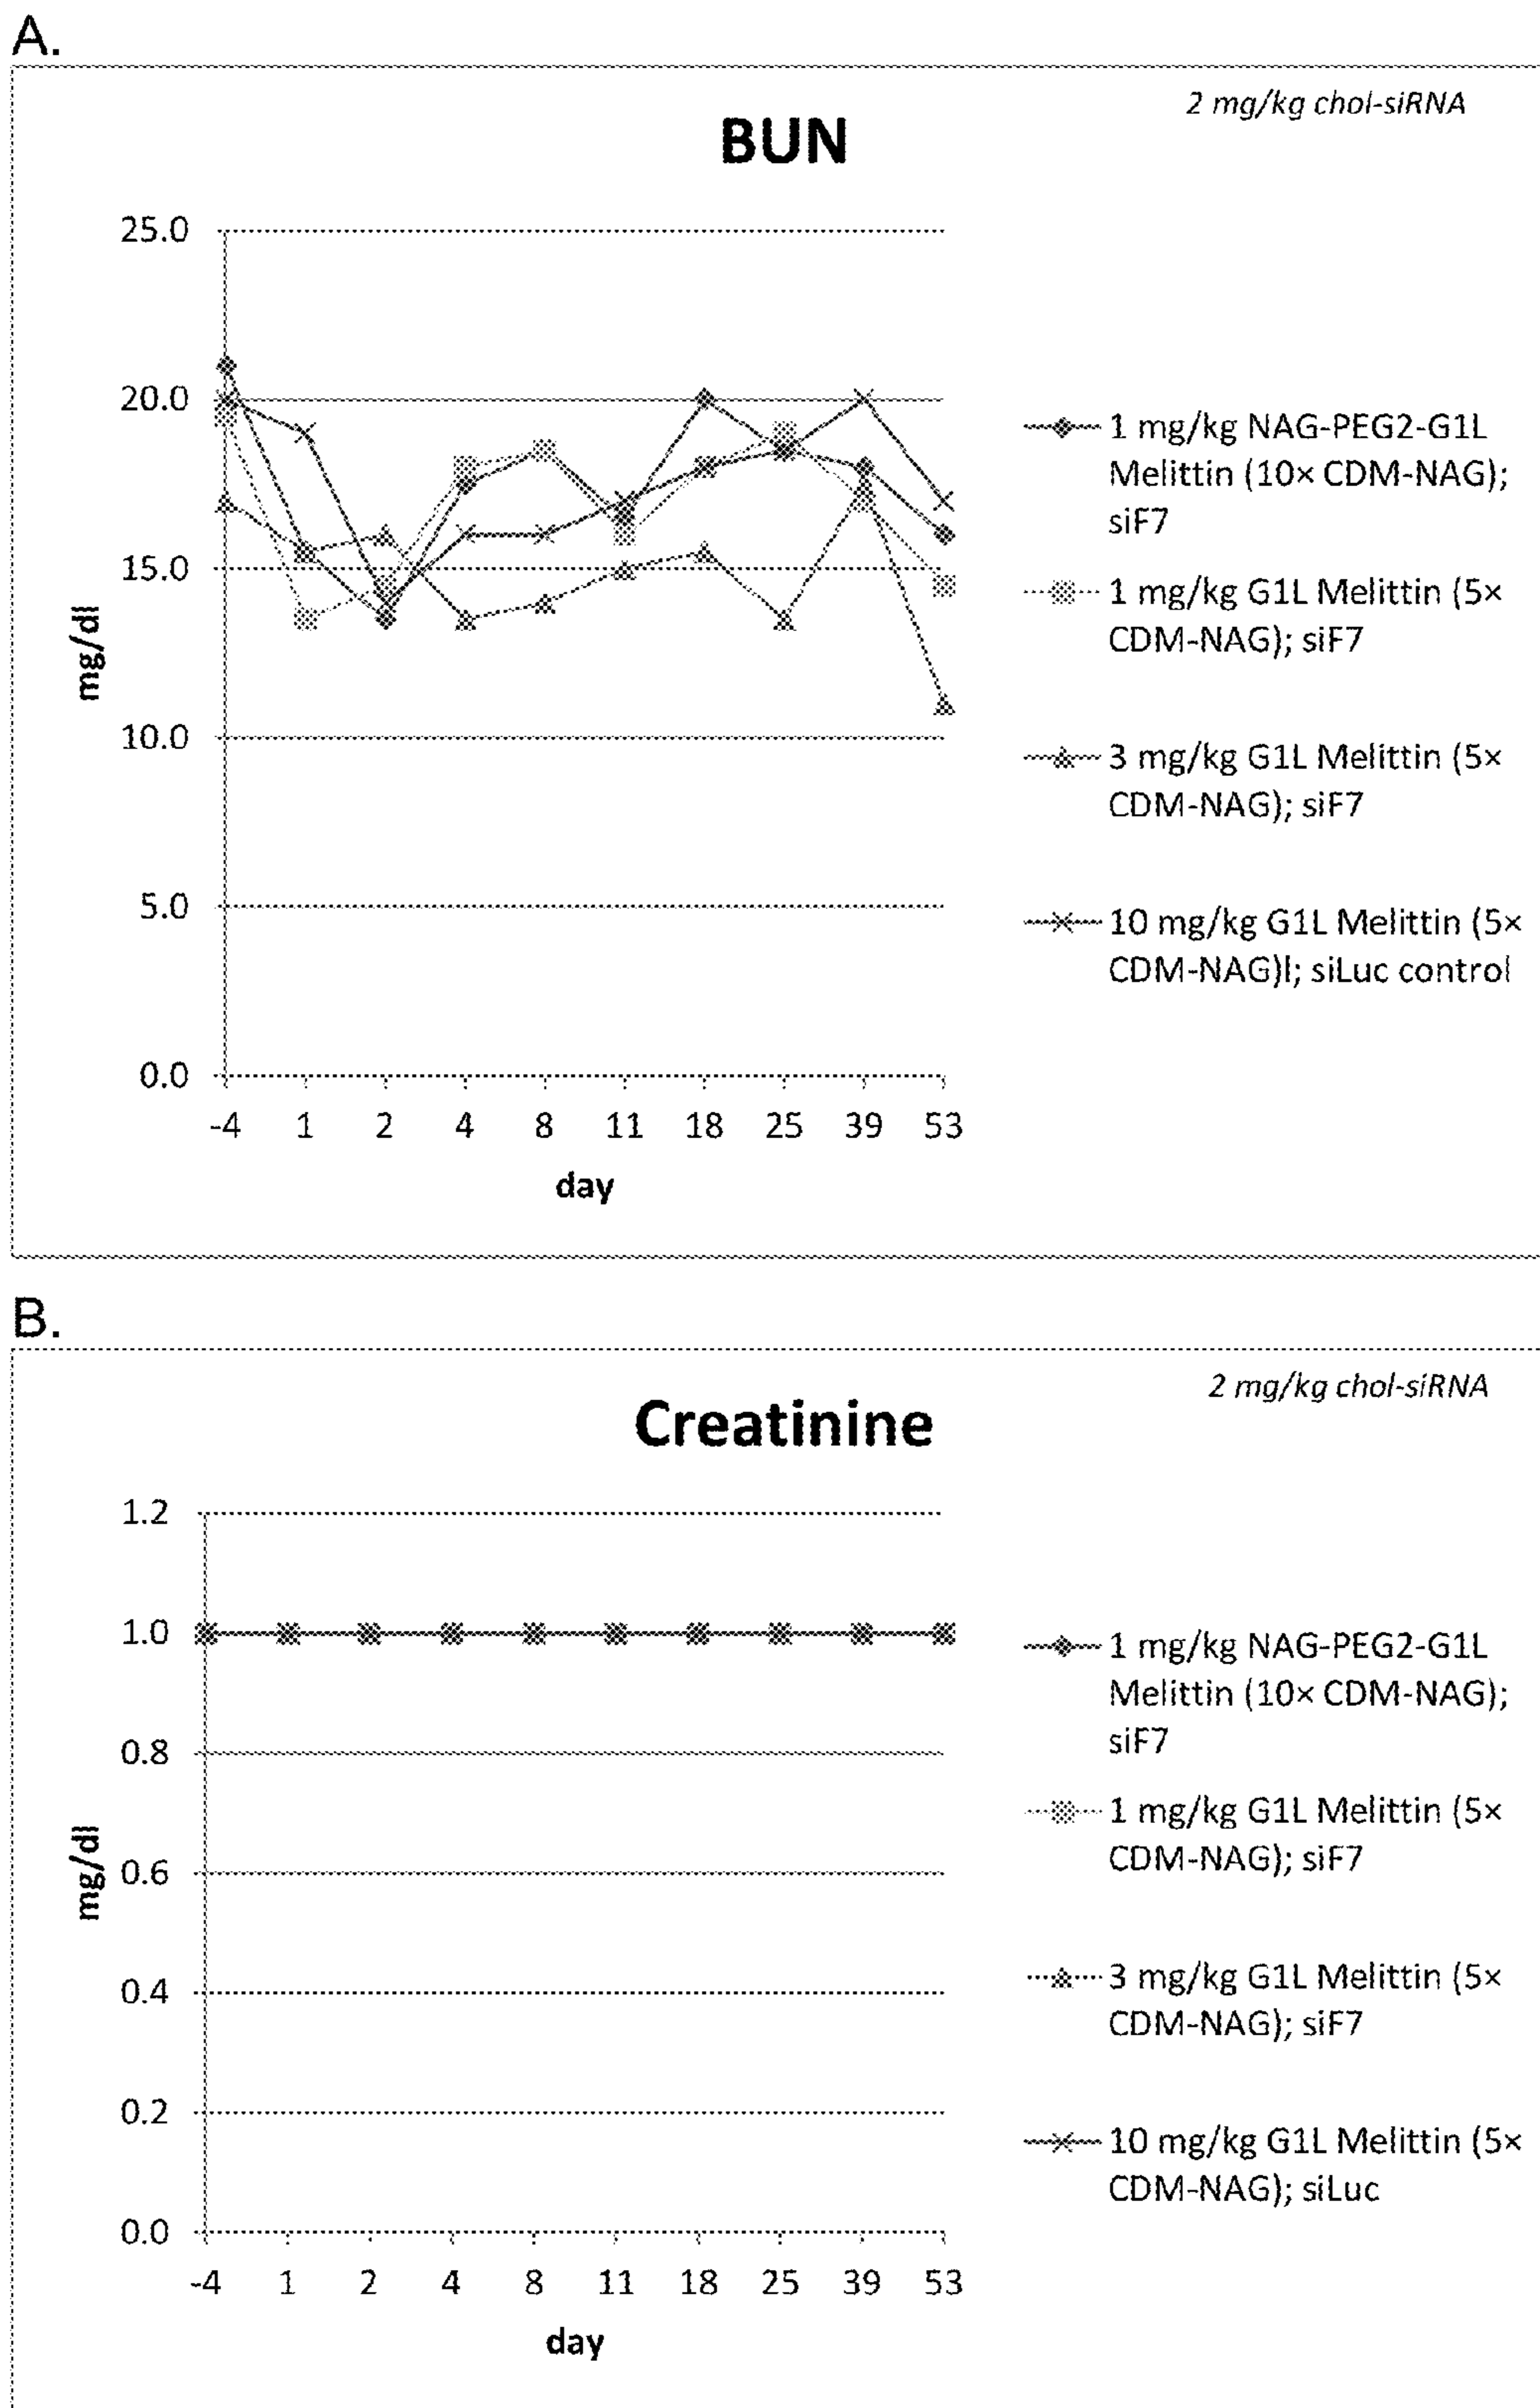 A.
2 mg/kg chol-siRNA
BUN
25.0
20.0
15.0
10.0
5.0
0.0
mg/dl
-4 1 2 4 8 11 18 25 39 53
day
1 mg/kg NAG-PEG2-G1L
Melittin (10× CDM-NAG);
siF7
1 mg/kg G1L Melittin (5×
CDM-NAG); siF7
3 mg/kg G1L Melittin (5×
CDM-NAG); siF7
10 mg/kg G1L Melittin (5×
CDM-NAG)l; siLuc control
B.
2 mg/kg chol-siRNA
Creatinine
1.2
1.0
0.8
0.6
0.4
0.2
0.0
mg/dl
-4 1 2 4 8 11 18 25 39 53
day
1 mg/kg NAG-PEG2-G1L
Melittin (10× CDM-NAG);
siF7
1 mg/kg G1L Melittin (5×
CDM-NAG); siF7
3 mg/kg G1L Melittin (5×
CDM-NAG); siF7
10 mg/kg G1L Melittin (5×
CDM-NAG); siLuc